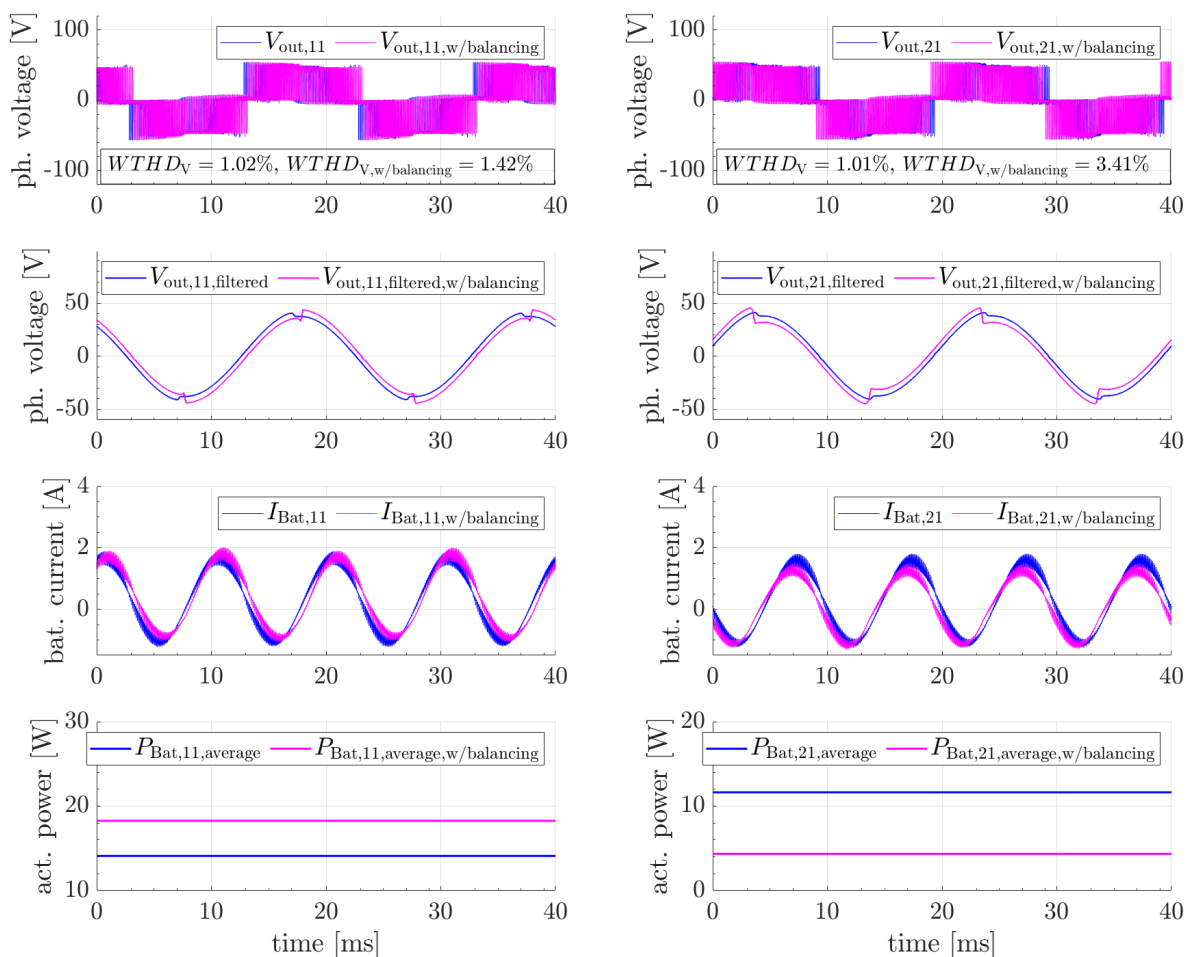 ph. voltage [V]
100
0
-100
V_out,11 V_out,11,w/balancing
WTHD_V = 1.02%, WTHD_V,w/balancing = 1.42%
0 10 20 30 40
ph. voltage [V]
100
0
-100
V_out,21 V_out,21,w/balancing
WTHD_V = 1.01%, WTHD_V,w/balancing = 3.41%
0 10 20 30 40
ph. voltage [V]
50
0
-50
V_out,11,filtered V_out,11,filtered,w/balancing
0 10 20 30 40
ph. voltage [V]
50
0
-50
V_out,21,filtered V_out,21,filtered,w/balancing
0 10 20 30 40
bat. current [A]
4
2
0
I_Bat,11 I_Bat,11,w/balancing
0 10 20 30 40
bat. current [A]
4
2
0
I_Bat,21 I_Bat,21,w/balancing
0 10 20 30 40
act. power [W]
30
20
10
P_Bat,11,average P_Bat,11,average,w/balancing
0 10 20 30 40
time [ms]
act. power [W]
20
10
0
P_Bat,21,average P_Bat,21,average,w/balancing
0 10 20 30 40
time [ms]